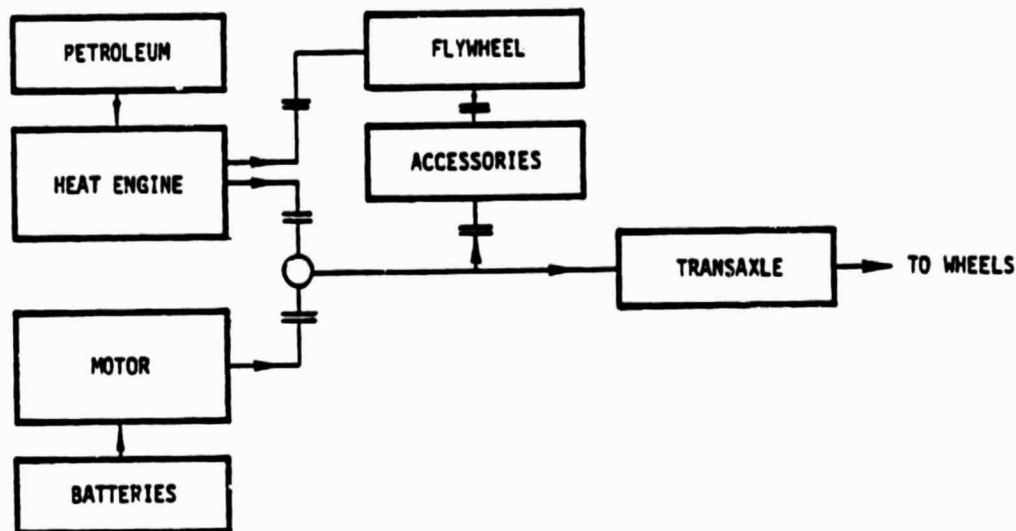 PETROLEUM
FLYWHEEL
HEAT ENGINE
ACCESSORIES
TRANSAXLE
TO WHEELS
MOTOR
BATTERIES